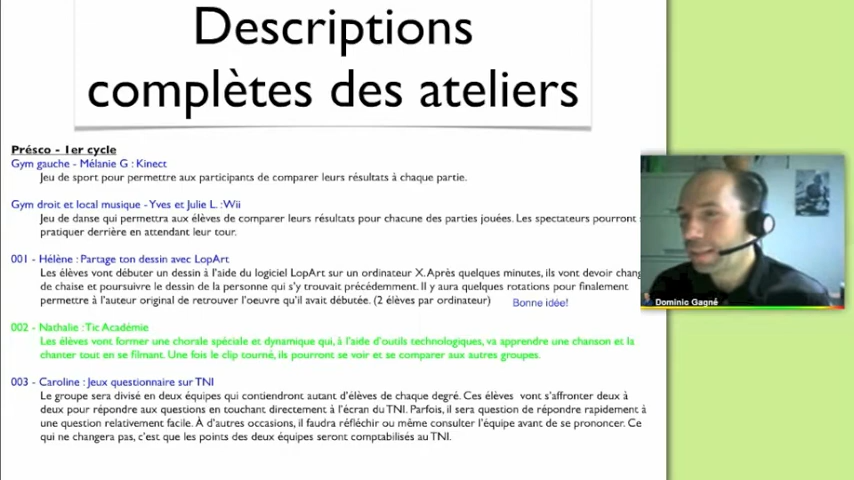 Descriptions
complètes des ateliers
Présco - 1er cycle
Gym gauche - Mélanie G : Kinect
Jeu de sport pour permettre aux participants de comparer leurs résultats à chaque partie.
Gym droit et local musique - Yves et Julie L. : Wii
Jeu de danse qui permettra aux élèves de comparer leurs résultats pour chacune des parties jouées. Les spectateurs pourront
pratiquer derrière en attendant leur tour.
001 - Hélène : Partage ton dessin avec LopArt
Les élèves vont débuter un dessin à l'aide du logiciel LopArt sur un ordinateur X. Après quelques minutes, ils vont devoir chang
de chaise et poursuivre le dessin de la personne qui s'y trouvait précédemment. Il y aura quelques rotations pour finalement
permettre à l'auteur original de retrouver l'oeuvre qu'il avait débutée. (2 élèves par ordinateur) Bonne idée!
Dominic Gagné
002 - Nathalie : Tic Académie
Les élèves vont former une chorale spéciale et dynamique qui, à l'aide d'outils technologiques, va apprendre une chanson et la
chanter tout en se filmant. Une fois le clip tourné, ils pourront se voir et se comparer aux autres groupes.
003 - Caroline : Jeux questionnaire sur TNI
Le groupe sera divisé en deux équipes qui contiendront autant d'élèves de chaque degré. Ces élèves vont s'affronter deux à
deux pour répondre aux questions en touchant directement à l'écran du TNI. Parfois, il sera question de répondre rapidement à
une question relativement facile. À d'autres occasions, il faudra réfléchir ou même consulter l'équipe avant de se prononcer. Ce
qui ne changera pas, c'est que les points des deux équipes seront comptabilisés au TNI.